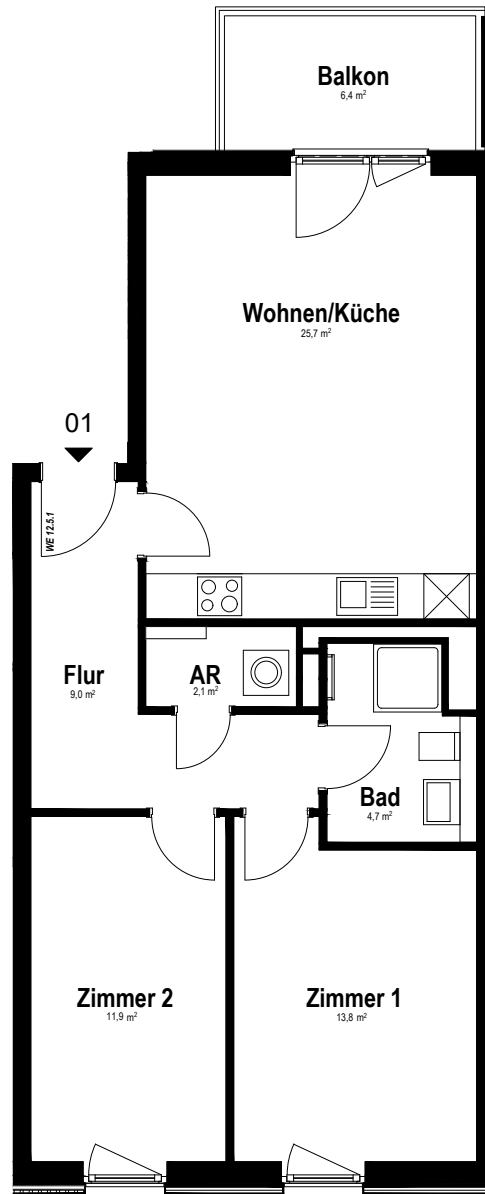 Balkon
6,4 m²
Wohnen/Küche
25,7 m²
01
WE 12.5.1
Flur
9,0 m²
AR
2,1 m²
Bad
4,7 m²
Zimmer 2
11,9 m²
Zimmer 1
13,8 m²